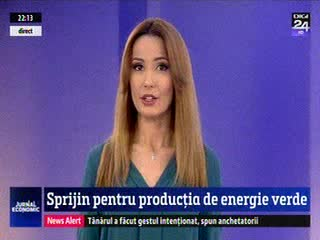 22:13
direct
DIGI
24
HD
JURNAL
ECONOMIC
Sprijin pentru producția de energie verde
News Alert
Tânărul a făcut gestul intenționat, spun anchetatorii